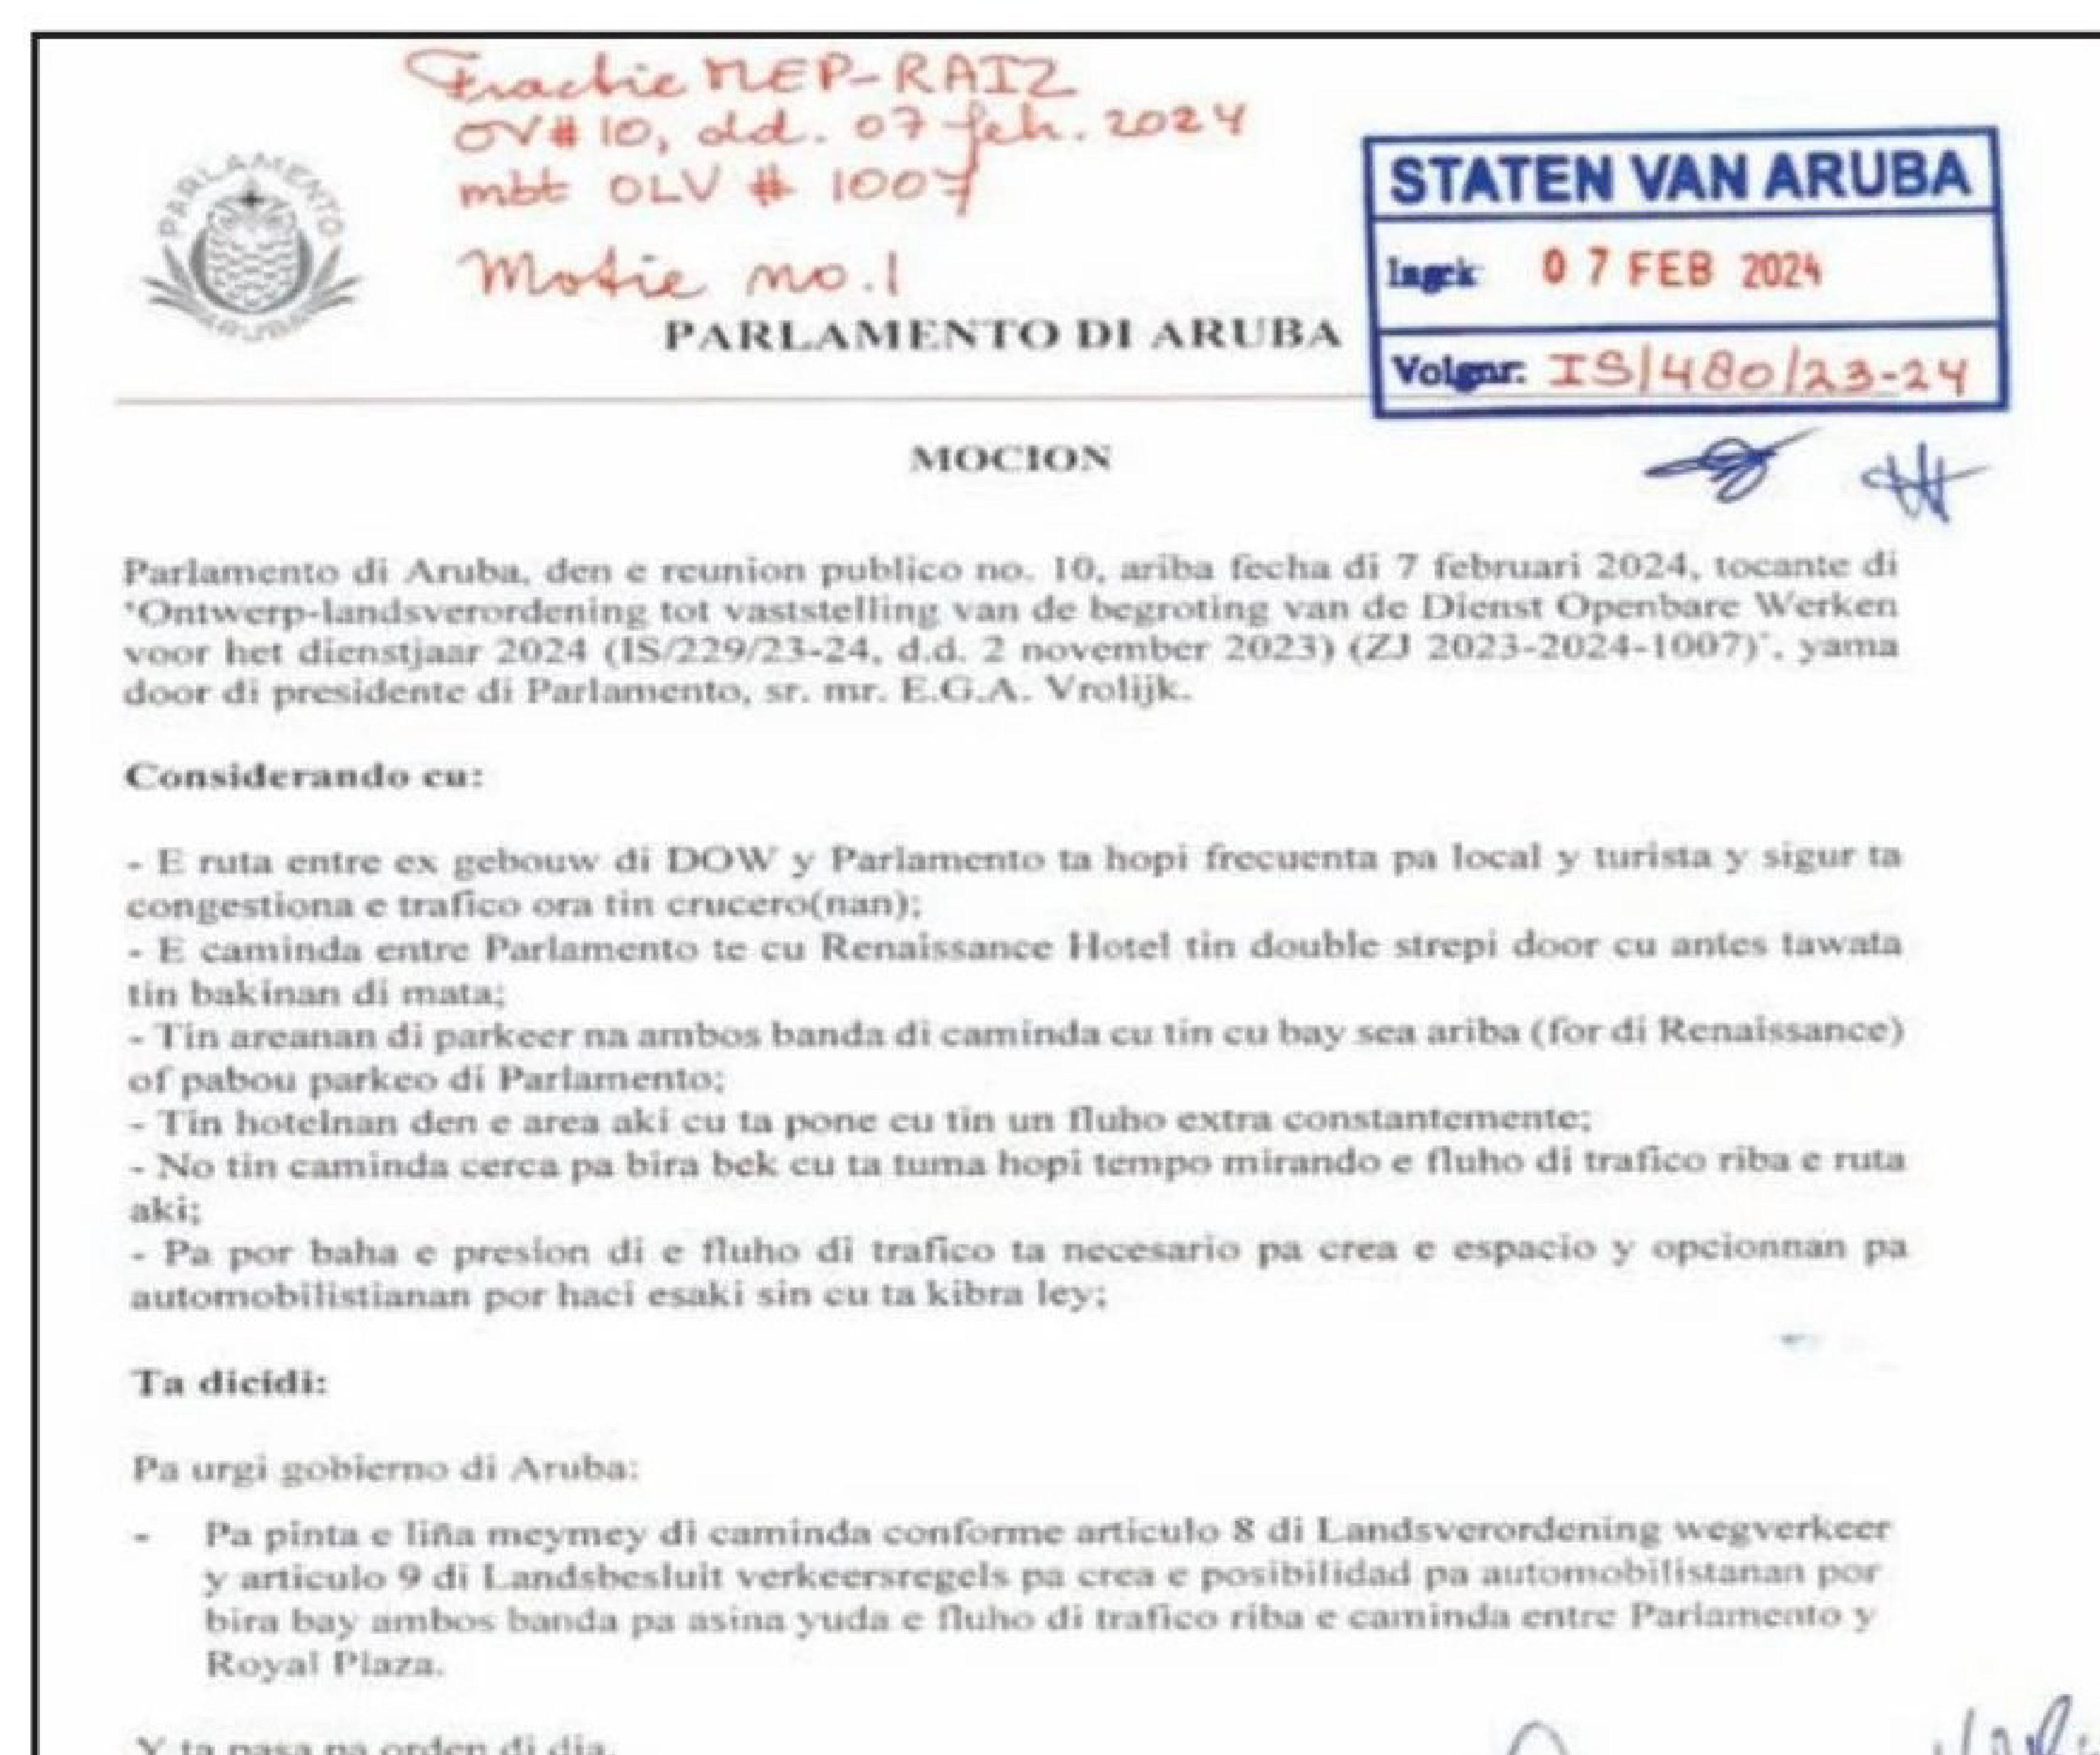 Fractie MEP-RAIZ
OV# 10, dd. 07 feb. 2024
mbt OLV # 1007
Motie no.1
PARLAMENTO
ARUBA
STATEN VAN ARUBA
Ingek 07 FEB 2024
Volgnr: IS/480/23-24
PARLAMENTO DI ARUBA
MOCION
Parlamento di Aruba, den e reunion publico no. 10, ariba fecha di 7 februari 2024, tocante di
'Ontwerp-landsverordening tot vaststelling van de begroting van de Dienst Openbare Werken
voor het dienstjaar 2024 (IS/229/23-24, d.d. 2 november 2023) (ZJ 2023-2024-1007)', yama
door di presidente di Parlamento, sr. mr. E.G.A. Vrolijk.
Considerando cu:
- E ruta entre ex gebouw di DOW y Parlamento ta hopi frecuenta pa local y turista y sigur ta
congestiona e trafico ora tin crucero(nan);
- E caminda entre Parlamento te cu Renaissance Hotel tin double strepi door cu antes tawata
tin bakinan di mata;
- Tin areanan di parkeer na ambos banda di caminda cu tin cu bay sea ariba (for di Renaissance)
of pabou parkeo di Parlamento;
- Tin hotelnan den e area aki cu ta pone cu tin un fluho extra constantemente;
- No tin caminda cerca pa bira bek cu ta tuma hopi tempo mirando e fluho di trafico riba e ruta
aki;
- Pa por baha e presion di e fluho di trafico ta necesario pa crea e espacio y opcionnan pa
automobilistianan por haci esaki sin cu ta kibra ley;
Ta dicidi:
Pa urgi gobierno di Aruba:
- Pa pinta e liña meymey di caminda conforme articulo 8 di Landsverordening wegverkeer
y articulo 9 di Landsbesluit verkeersregels pa crea e posibilidad pa automobilistanan por
bira bay ambos banda pa asina yuda e fluho di trafico riba e caminda entre Parlamento y
Royal Plaza.
Y ta pasa na orden di dia.